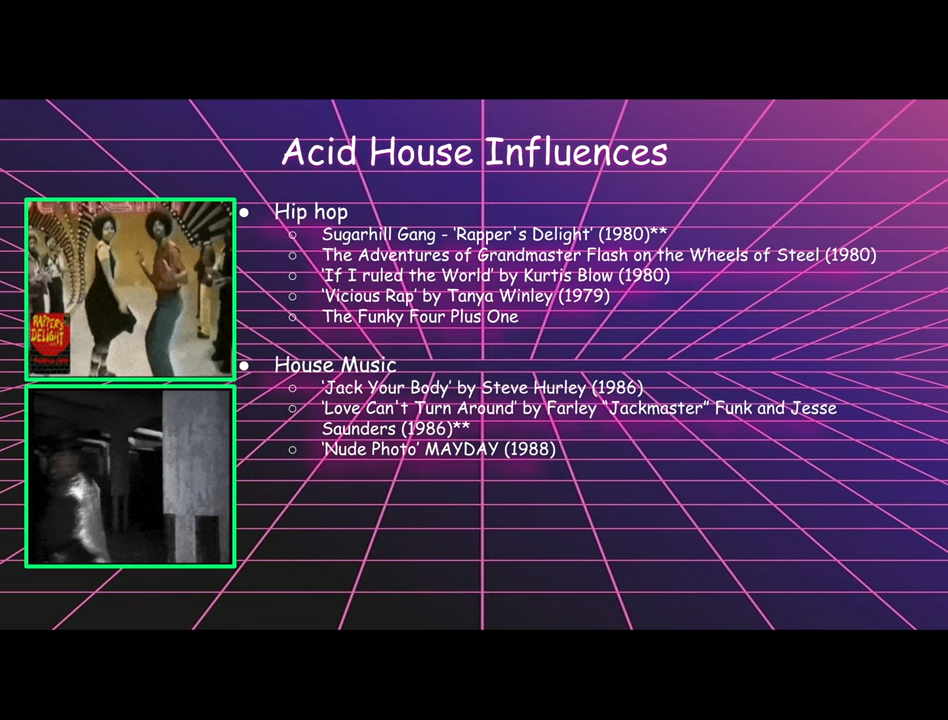 Acid House Influences
● Hip hop
○ Sugarhill Gang - ‘Rapper's Delight’ (1980)**
○ The Adventures of Grandmaster Flash on the Wheels of Steel (1980)
○ ‘If I ruled the World’ by Kurtis Blow (1980)
○ ‘Vicious Rap’ by Tanya Winley (1979)
○ The Funky Four Plus One
RAPPER'S
DELIGHT
● House Music
○ ‘Jack Your Body’ by Steve Hurley (1986)
○ ‘Love Can't Turn Around’ by Farley “Jackmaster” Funk and Jesse
Saunders (1986)**
○ ‘Nude Photo’ MAYDAY (1988)